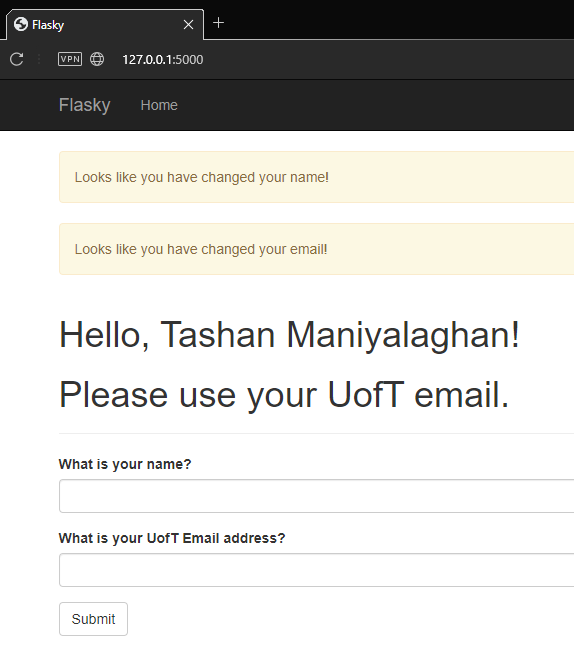 Flasky
VPN 127.0.0.1:5000
Flasky Home
Looks like you have changed your name!
Looks like you have changed your email!
Hello, Tashan Maniyalaghan!
Please use your UofT email.
What is your name?
What is your UofT Email address?
Submit